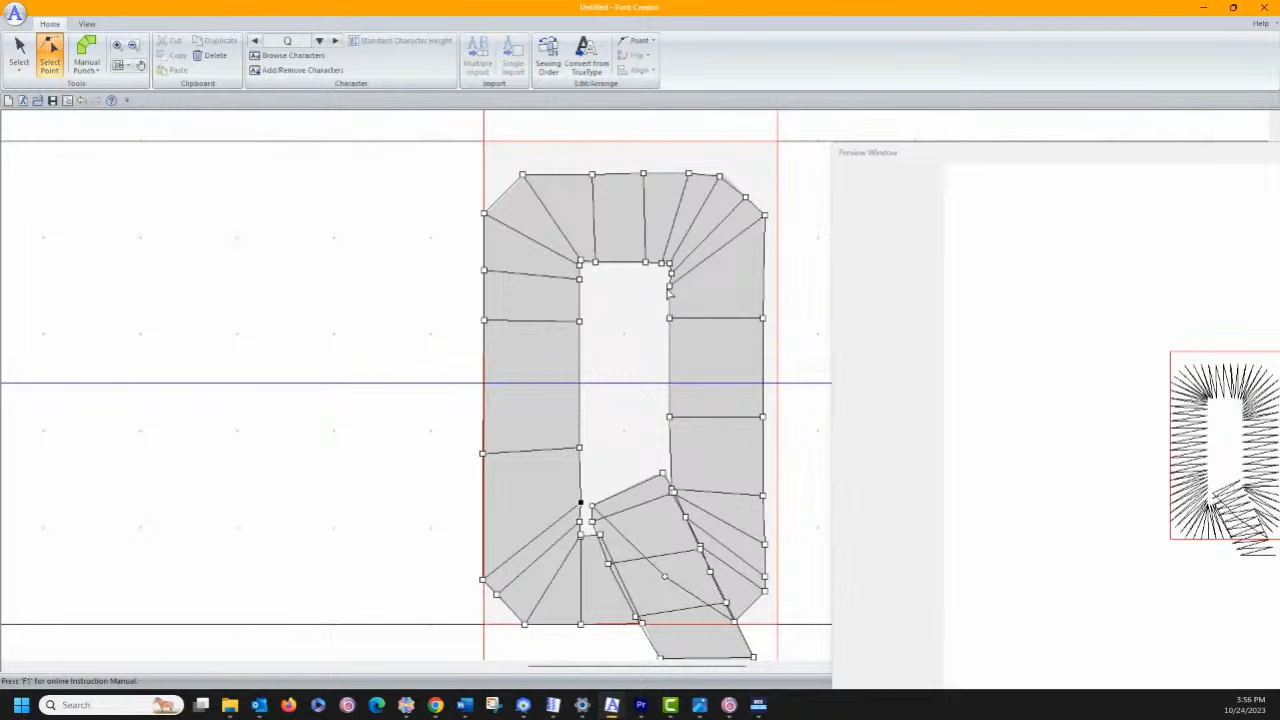 Untitled - Font Creator
Home View Help
Select
Select Point
Manual Punch
Tools
Cut Duplicate
Copy Delete
Paste
Clipboard
Q
Standard Character Height
Browse Characters
Add/Remove Characters
Character
Multiple Import
Single Import
Import
Sewing Order
Convert from TrueType
Point
Flip
Align
Edit/Arrange
Preview Window
Press 'F1' for online Instruction Manual.
Search
3:56 PM
10/24/2023